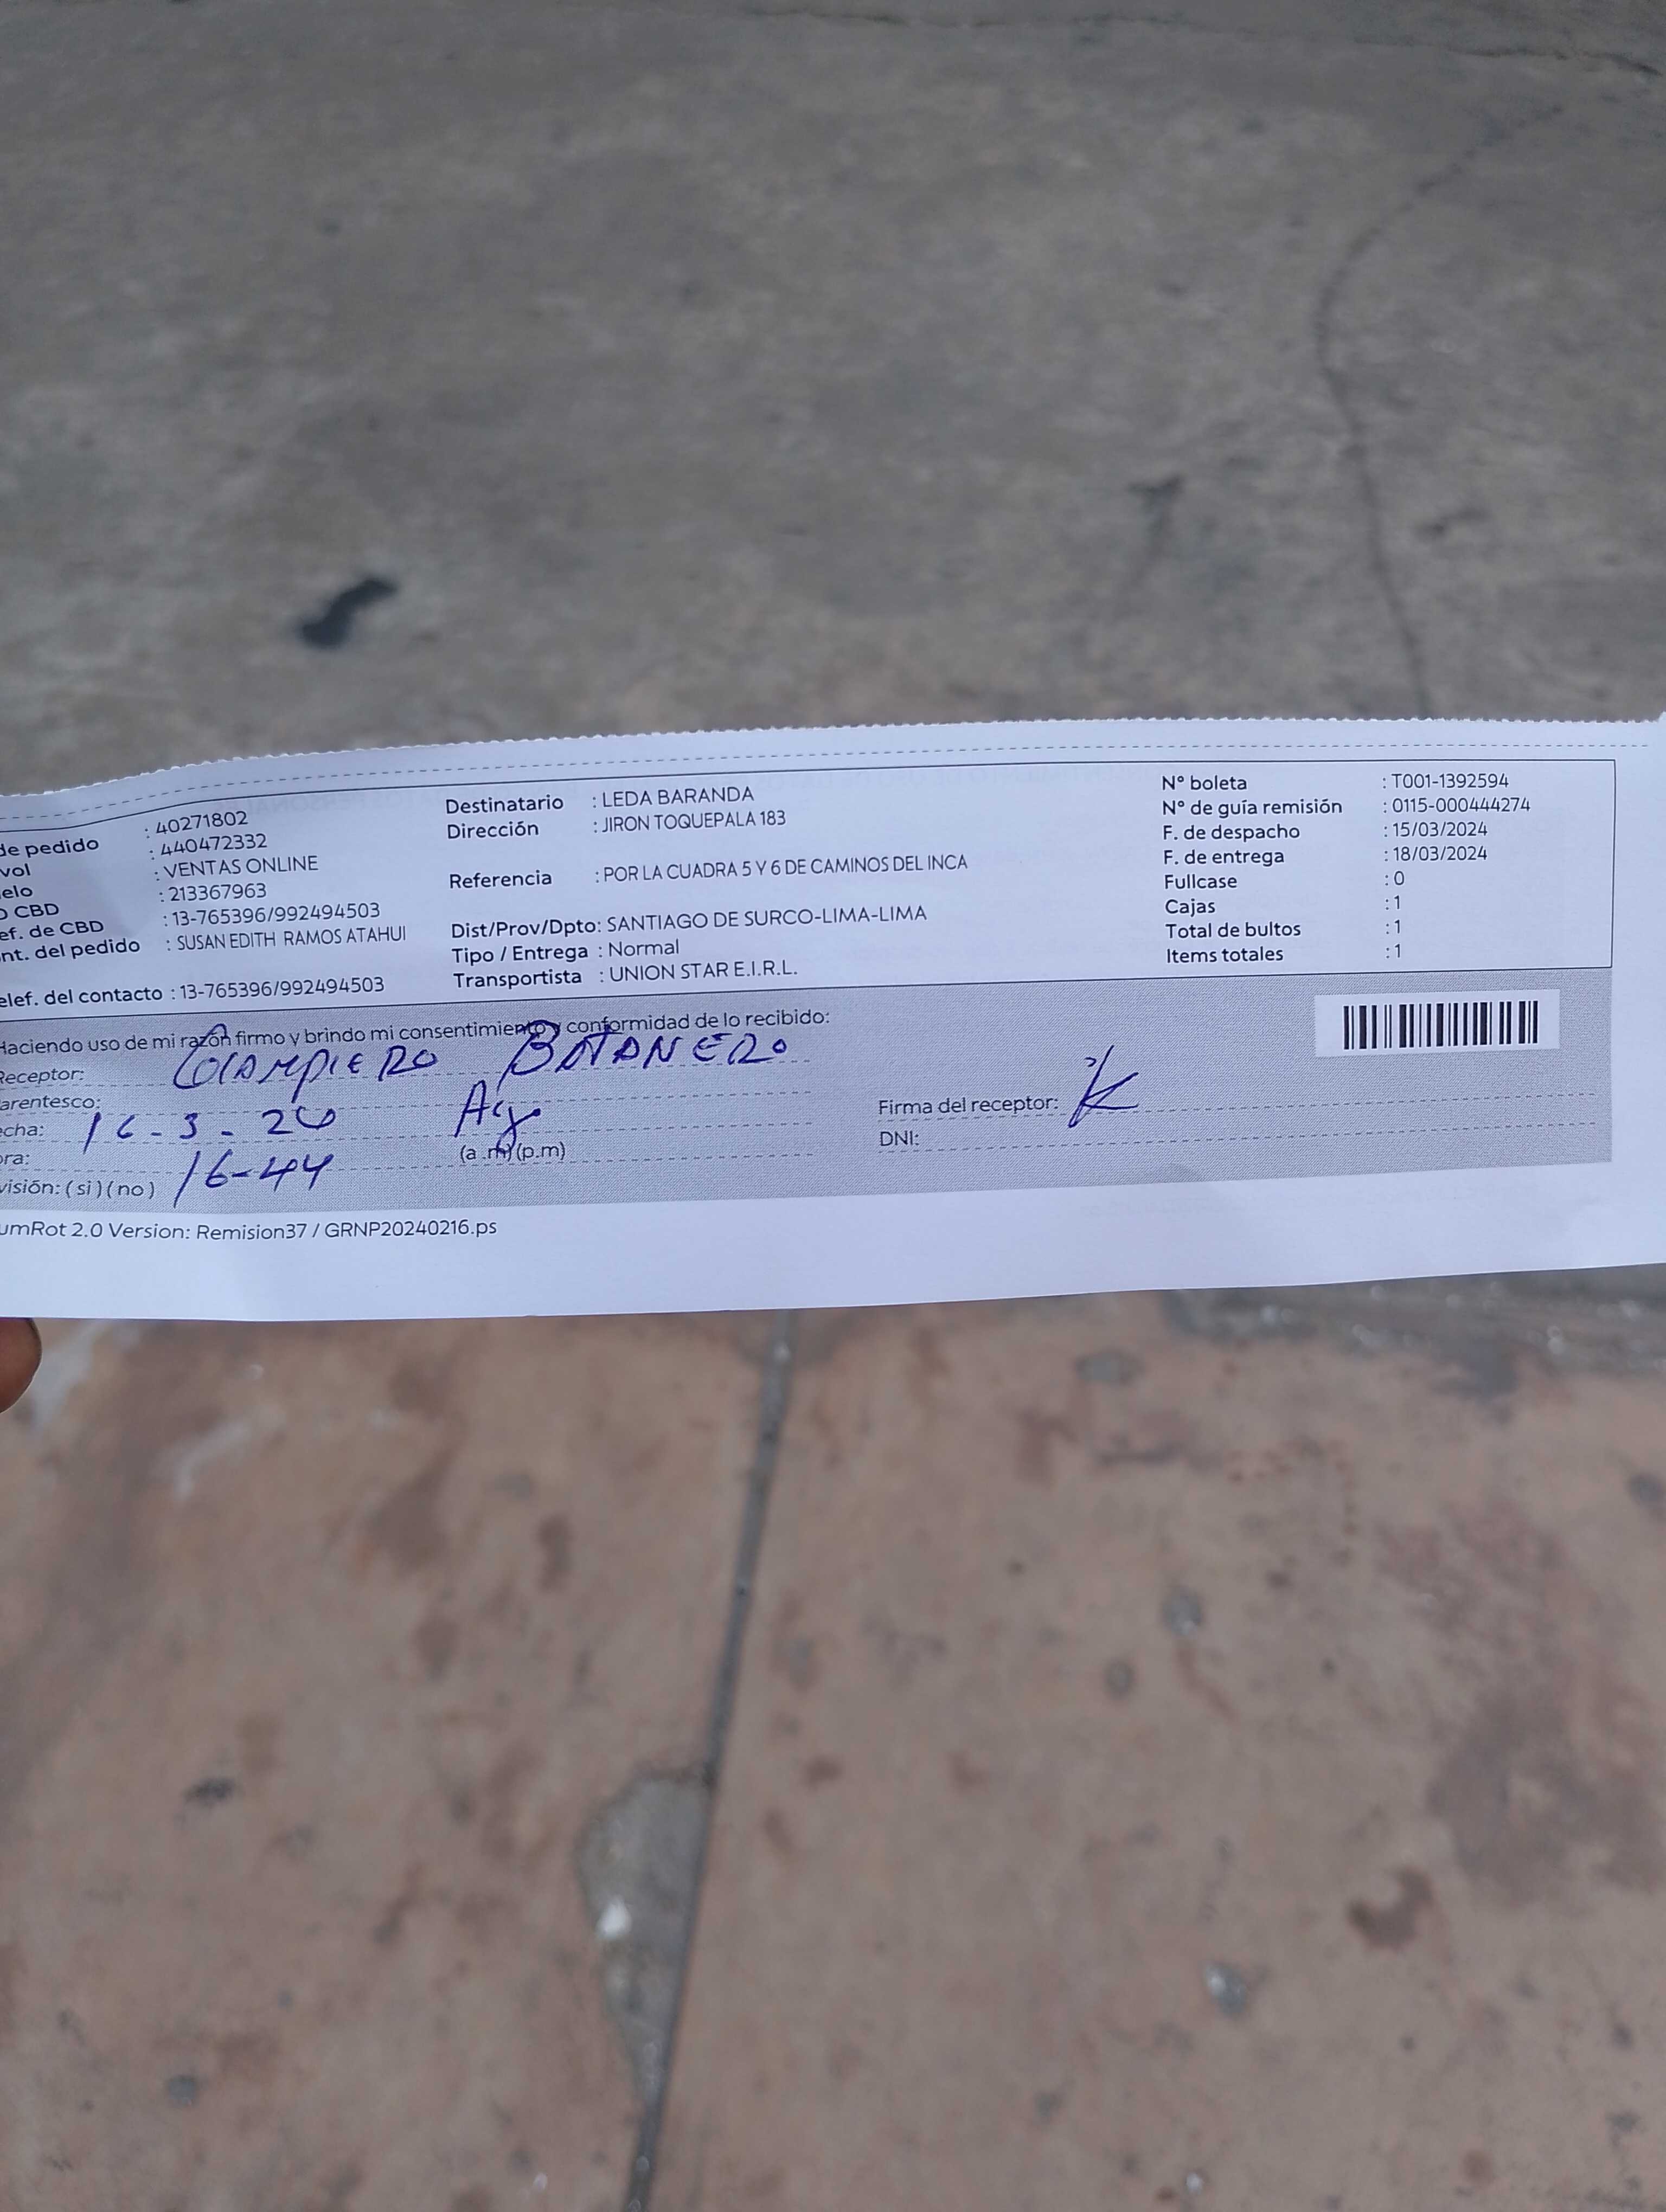 de pedido : 40271802
vol : 440472332
elo : VENTAS ONLINE
O CBD : 213367963
ef. de CBD : 13-765396/992494503
nt. del pedido : SUSAN EDITH RAMOS ATAHUI
elef. del contacto : 13-765396/992494503
Destinatario : LEDA BARANDA
Dirección : JIRON TOQUEPALA 183
Referencia : POR LA CUADRA 5 Y 6 DE CAMINOS DEL INCA
Dist/Prov/Dpto: SANTIAGO DE SURCO-LIMA-LIMA
Tipo / Entrega : Normal
Transportista : UNION STAR E.I.R.L.
N° boleta : T001-1392594
N° de guía remisión : 0115-000444274
F. de despacho : 15/03/2024
F. de entrega : 18/03/2024
Fullcase : 0
Cajas : 1
Total de bultos : 1
Items totales : 1
Haciendo uso de mi razón firmo y brindo mi consentimiento y conformidad de lo recibido:
Receptor: GIAMPIERO BOTANERO
arentesco:
echa: 16-3-24
ora: 16-44 (a.m)(p.m)
visión: (si)(no)
Firma del receptor:
DNI:
umRot 2.0 Version: Remision37 / GRNP20240216.ps